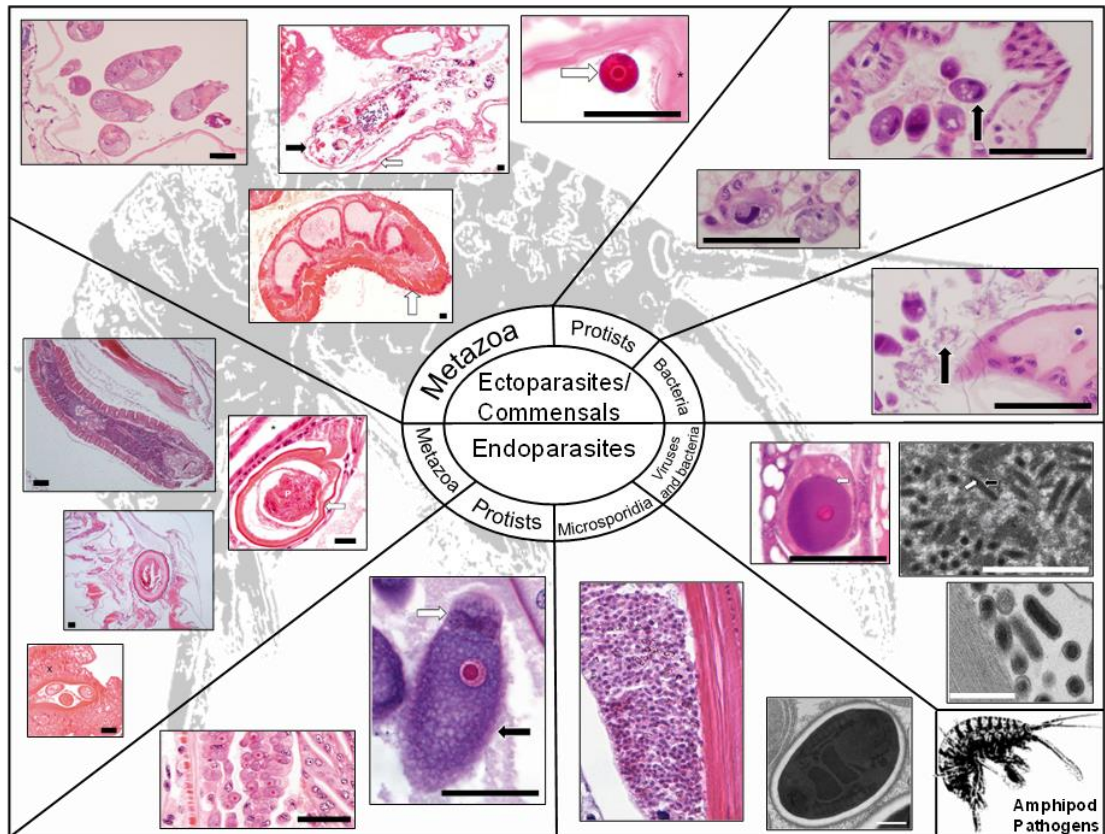 *
Metazoa
Protists
Bacteria
Ectoparasites/
Commensals
Endoparasites
Metazoa
Protists
Microsporidia
Viruses
and bacteria
*
P
X
Amphipod
Pathogens